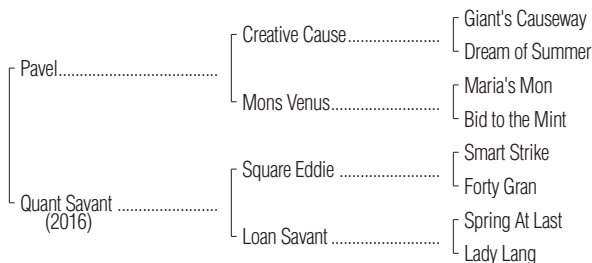 Giant's Causeway
Creative Cause......................
Dream of Summer
Pavel..............................................
Maria's Mon
Mons Venus..........................
Bid to the Mint
Smart Strike
Square Eddie ........................
Forty Gran
Quant Savant .............................
(2016)
Spring At Last
Loan Savant ..........................
Lady Lang